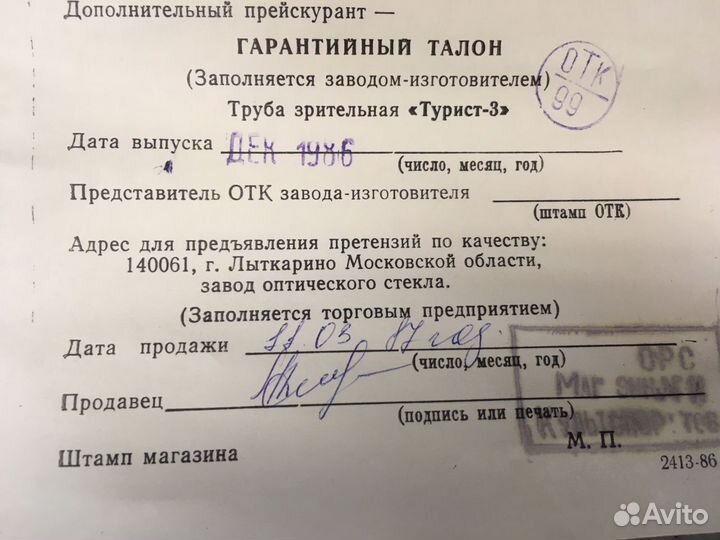 Дополнительный прейскурант —
ГАРАНТИЙНЫЙ ТАЛОН
(Заполняется заводом-изготовителем)
ОТК
99
Труба зрительная «Турист-3»
Дата выпуска ДЕК 1986
(число, месяц, год)
Представитель ОТК завода-изготовителя
(штамп ОТК)
Адрес для предъявления претензий по качеству:
140061, г. Лыткарино Московской области,
завод оптического стекла.
(Заполняется торговым предприятием)
Дата продажи 11 03 87 год.
(число, месяц, год)
ОРС
Маг
Продавец
(подпись или печать)
М. П.
Штамп магазина
2413-86
Avito